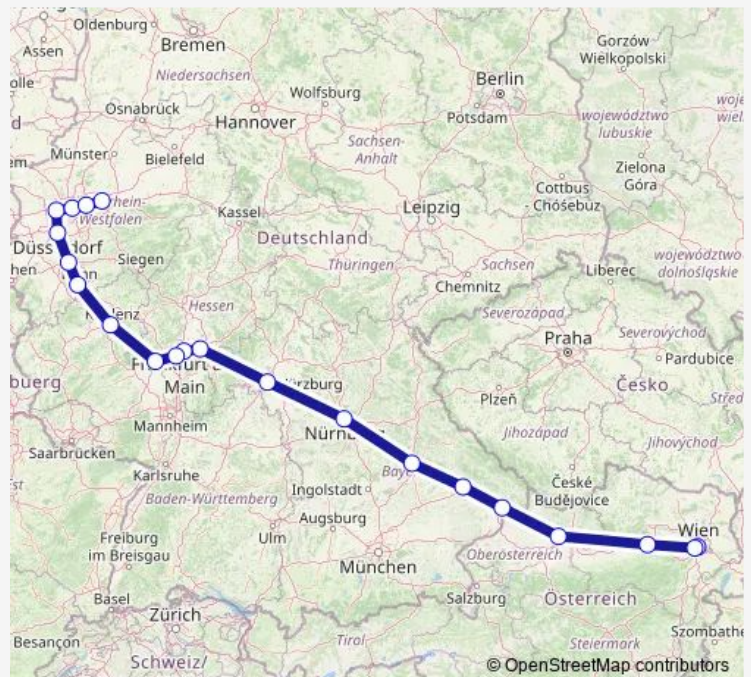 Oldenburg
Bremen
Gorzów
Wielkopolski
Assen
Niedersachsen
Berlin
Wolfsburg
Osnabrück
Hannover
Potsdam
województwo
lubuskie
Münster
Bielefeld
Sachsen-
Anhalt
Zielona
Góra
Cottbus
- Chóśebuz
Westfalen
Kassel
Leipzig
Deutschland
Siegen
Thüringen
Sachsen
Liberec
województwo
dolnośląskie
Chemnitz
Hessen
Severozápad
Praha
Severovýchod
Pardubice
Main
Plzeň
Česko
Mannheim
Jihozápad
Jihovýchod
Saarbrücken
Karlsruhe
Ingolstadt
České
Budějovice
Baden-Württemberg
Augsburg
Wien
Freiburg
im Breisgau
Ulm
München
Oberösterreich
Basel
Zürich
Salzburg
Österreich
Besançon
Tirol
Steiermark
Szombathe
Schweiz/
© OpenStreetMap contributors